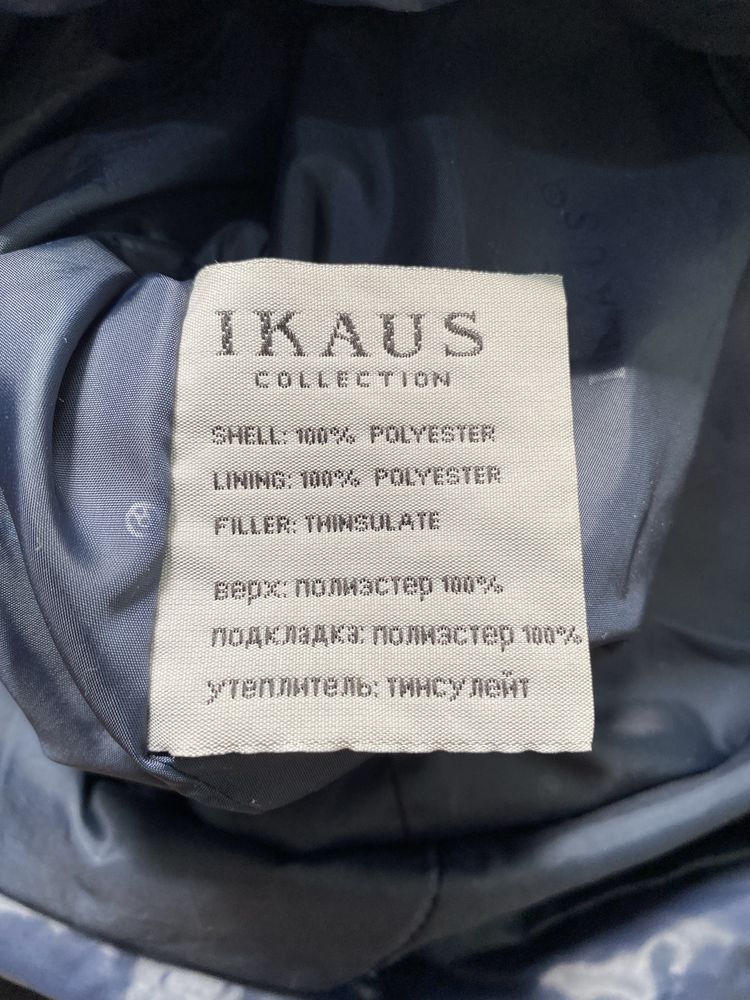 IKAUS
COLLECTION
SHELL: 100% POLYESTER
LINING: 100% POLYESTER
FILLER: THINSULATE
верх: полиэстер 100%
подкладка: полиэстер 100%
утеплитель: тинсулейт
®